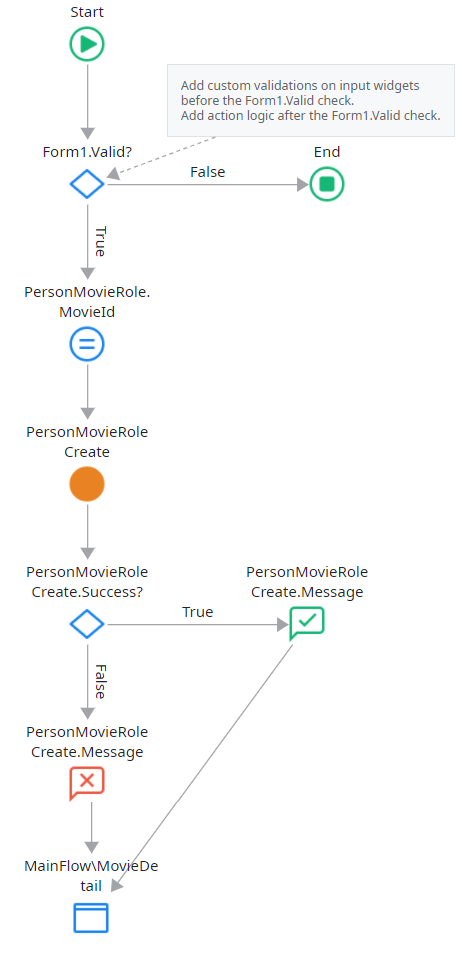 Start
Add custom validations on input widgets
before the Form1.Valid check.
Add action logic after the Form1.Valid check.
Form1.Valid?
End
False
True
PersonMovieRole.
MovieId
PersonMovieRole
Create
PersonMovieRole
Create.Success?
PersonMovieRole
Create.Message
True
False
PersonMovieRole
Create.Message
MainFlow\MovieDe
tail